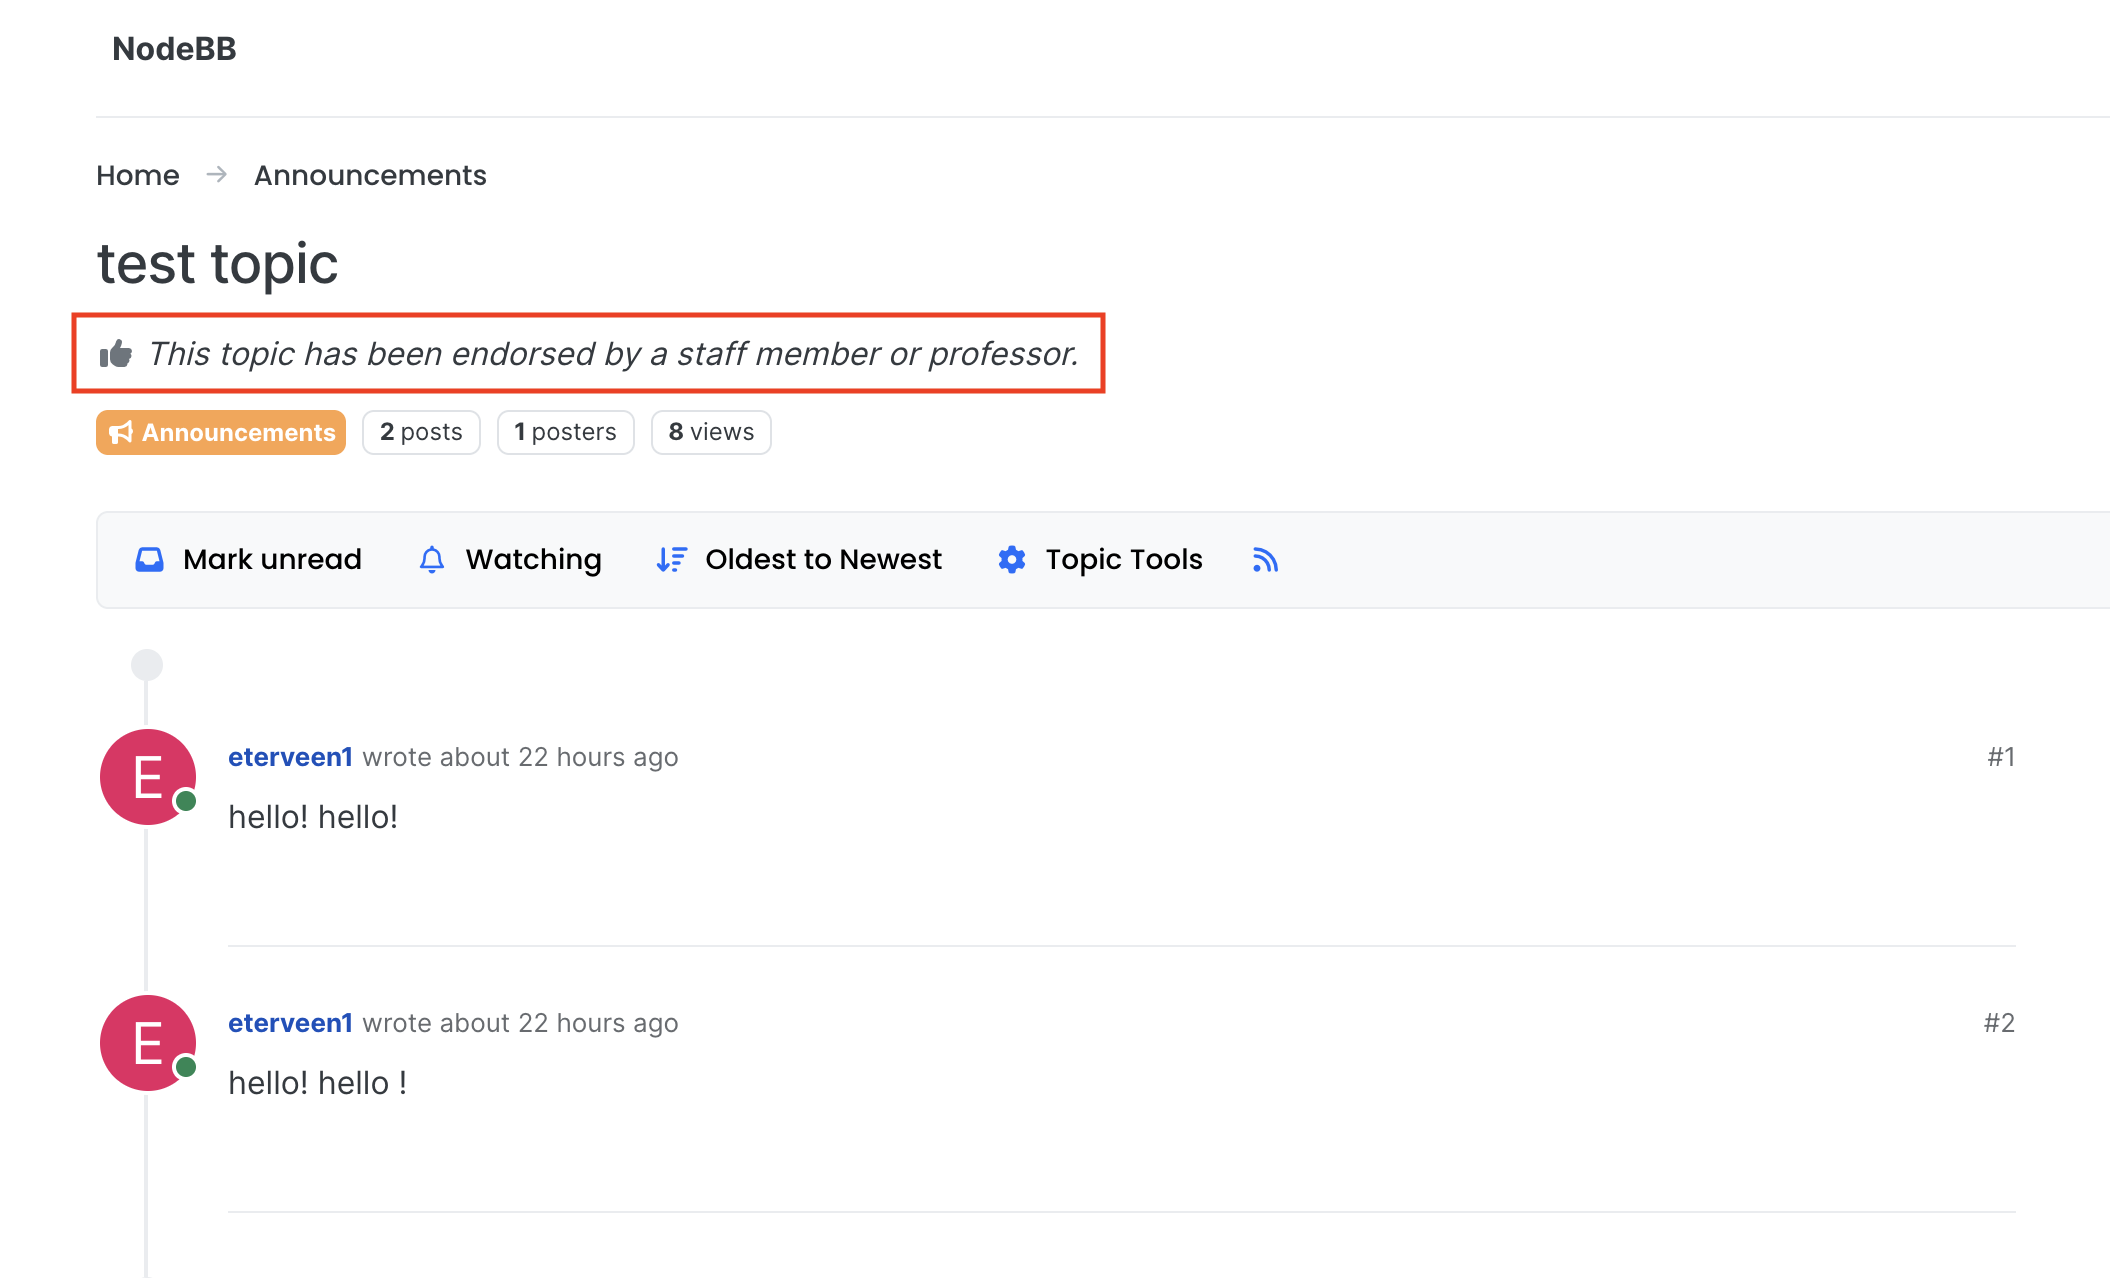 NodeBB
Home → Announcements
test topic
This topic has been endorsed by a staff member or professor.
Announcements 2 posts 1 posters 8 views
Mark unread Watching Oldest to Newest Topic Tools
E eterveen1 wrote about 22 hours ago #1
hello! hello!
E eterveen1 wrote about 22 hours ago #2
hello! hello !